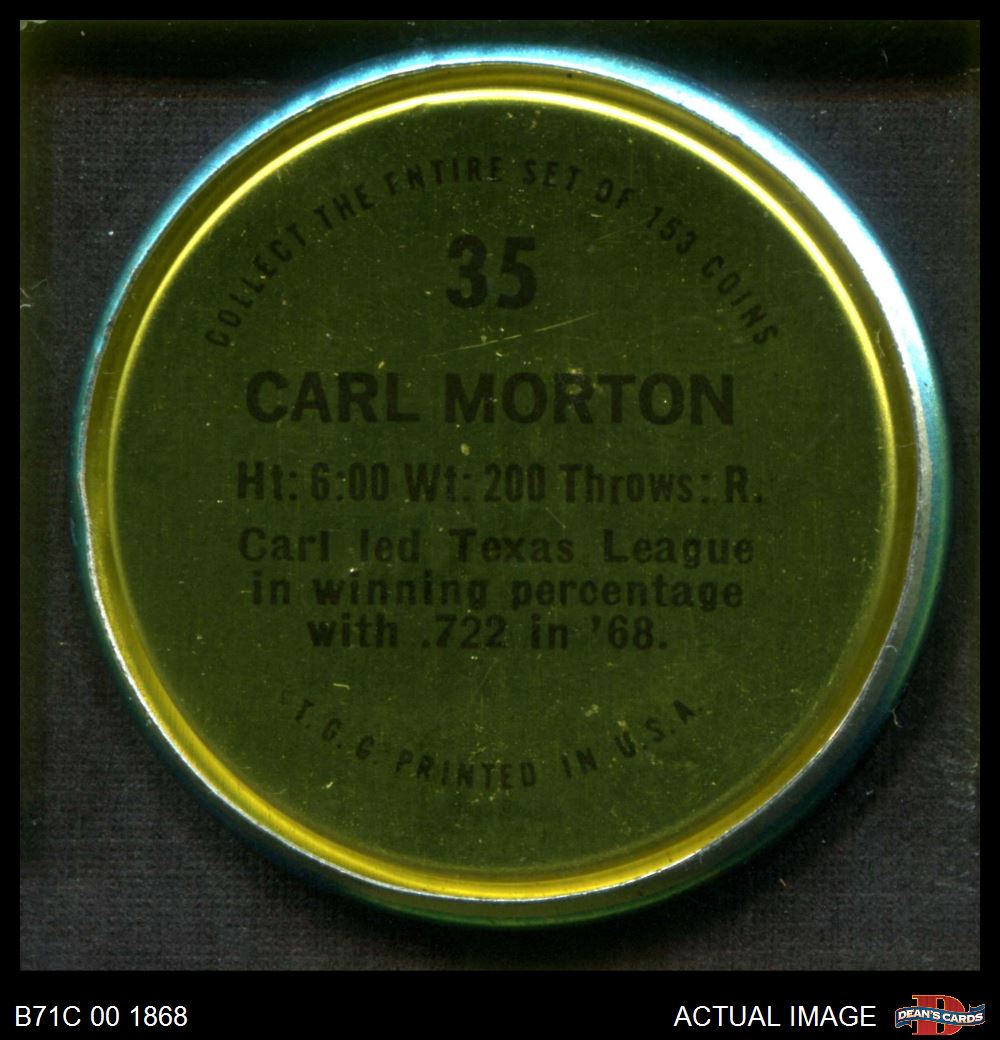 COLLECT THE ENTIRE SET OF 153 COINS
35
CARL MORTON
Ht: 6:00 Wt: 200 Throws: R.
Carl led Texas League
in winning percentage
with .722 in '68.
T.G.G PRINTED IN U.S.A.
B71C 00 1868
ACTUAL IMAGE
D
DEAN'S CARDS